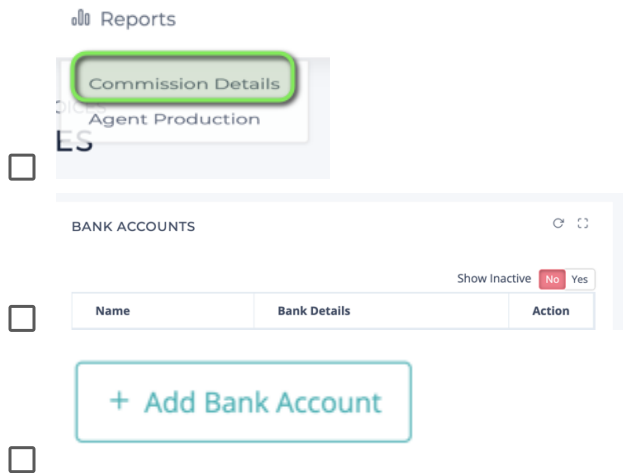 Reports
Commission Details
OICES
Agent Production
ES
BANK ACCOUNTS
Show Inactive No Yes
Name Bank Details Action
+ Add Bank Account